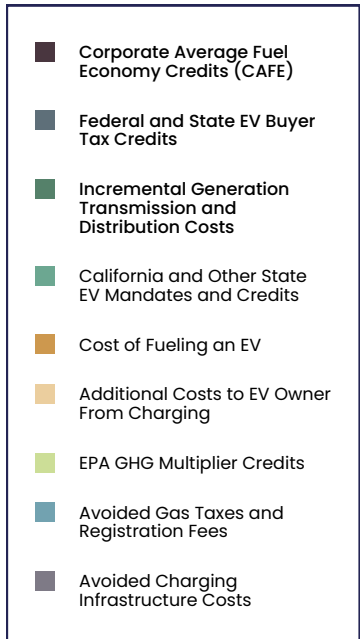 Corporate Average Fuel
Economy Credits (CAFE)
Federal and State EV Buyer
Tax Credits
Incremental Generation
Transmission and
Distribution Costs
California and Other State
EV Mandates and Credits
Cost of Fueling an EV
Additional Costs to EV Owner
From Charging
EPA GHG Multiplier Credits
Avoided Gas Taxes and
Registration Fees
Avoided Charging
Infrastructure Costs